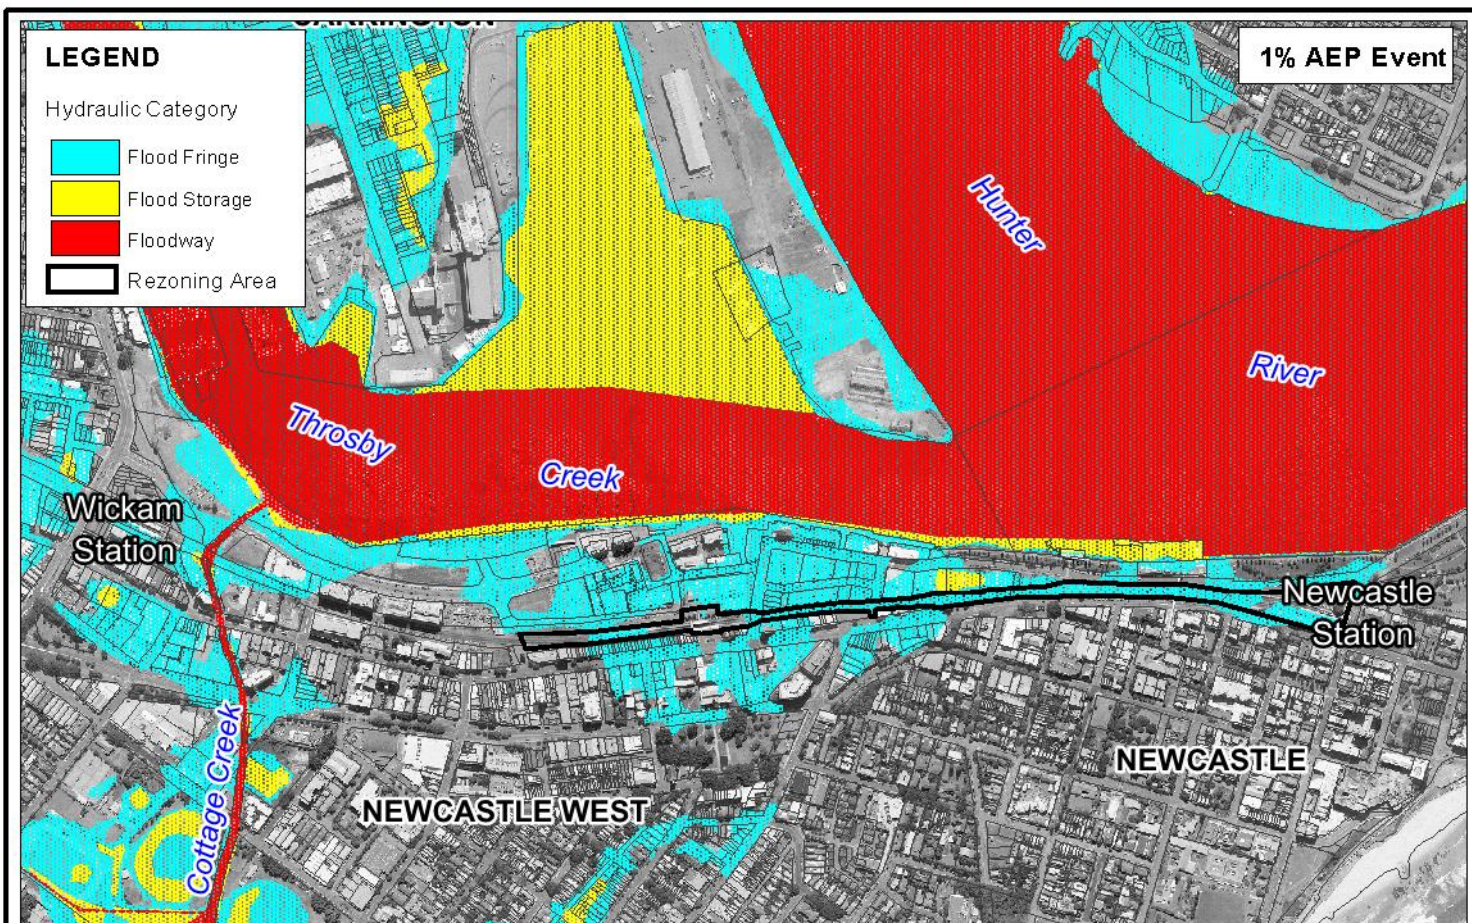 CARRINGTON
LEGEND
Hydraulic Category
Flood Fringe
Flood Storage
Floodway
Rezoning Area
1% AEP Event
Hunter
River
Throsby
Creek
Wickam
Station
Newcastle
Station
Cottage Creek
NEWCASTLE WEST
NEWCASTLE